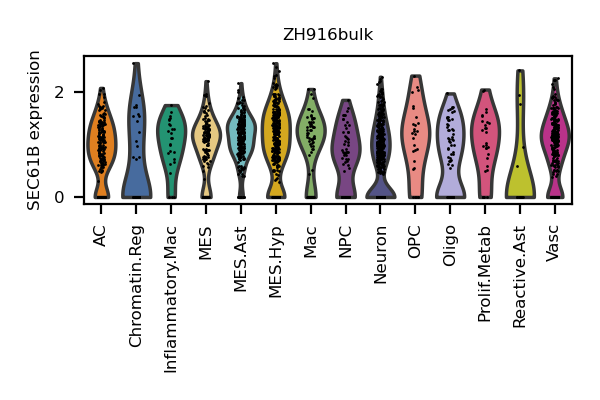 ZH916bulk
SEC61B expression
2
0
AC
Chromatin.Reg
Inflammatory.Mac
MES
MES.Ast
MES.Hyp
Mac
NPC
Neuron
OPC
Oligo
Prolif.Metab
Reactive.Ast
Vasc